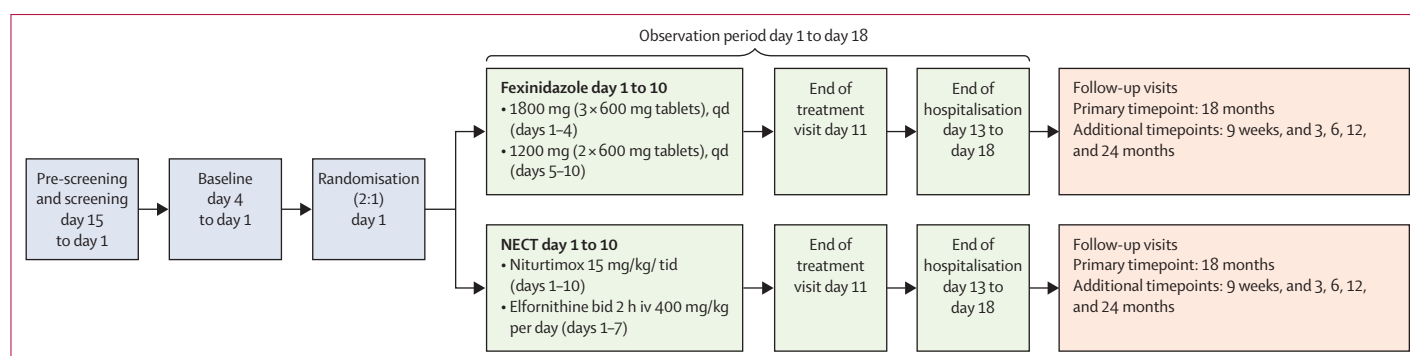 Observation period day 1 to day 18
Pre-screening
and screening
day 15
to day 1
Baseline
day 4
to day 1
Randomisation
(2:1)
day 1
Fexinidazole day 1 to 10
• 1800 mg (3 × 600 mg tablets), qd
(days 1–4)
• 1200 mg (2 × 600 mg tablets), qd
(days 5–10)
End of
treatment
visit day 11
End of
hospitalisation
day 13 to
day 18
Follow-up visits
Primary timepoint: 18 months
Additional timepoints: 9 weeks, and 3, 6, 12,
and 24 months
NECT day 1 to 10
• Niturtimox 15 mg/kg/ tid
(days 1–10)
• Elfornithine bid 2 h iv 400 mg/kg
per day (days 1–7)
End of
treatment
visit day 11
End of
hospitalisation
day 13 to
day 18
Follow-up visits
Primary timepoint: 18 months
Additional timepoints: 9 weeks, and 3, 6, 12,
and 24 months